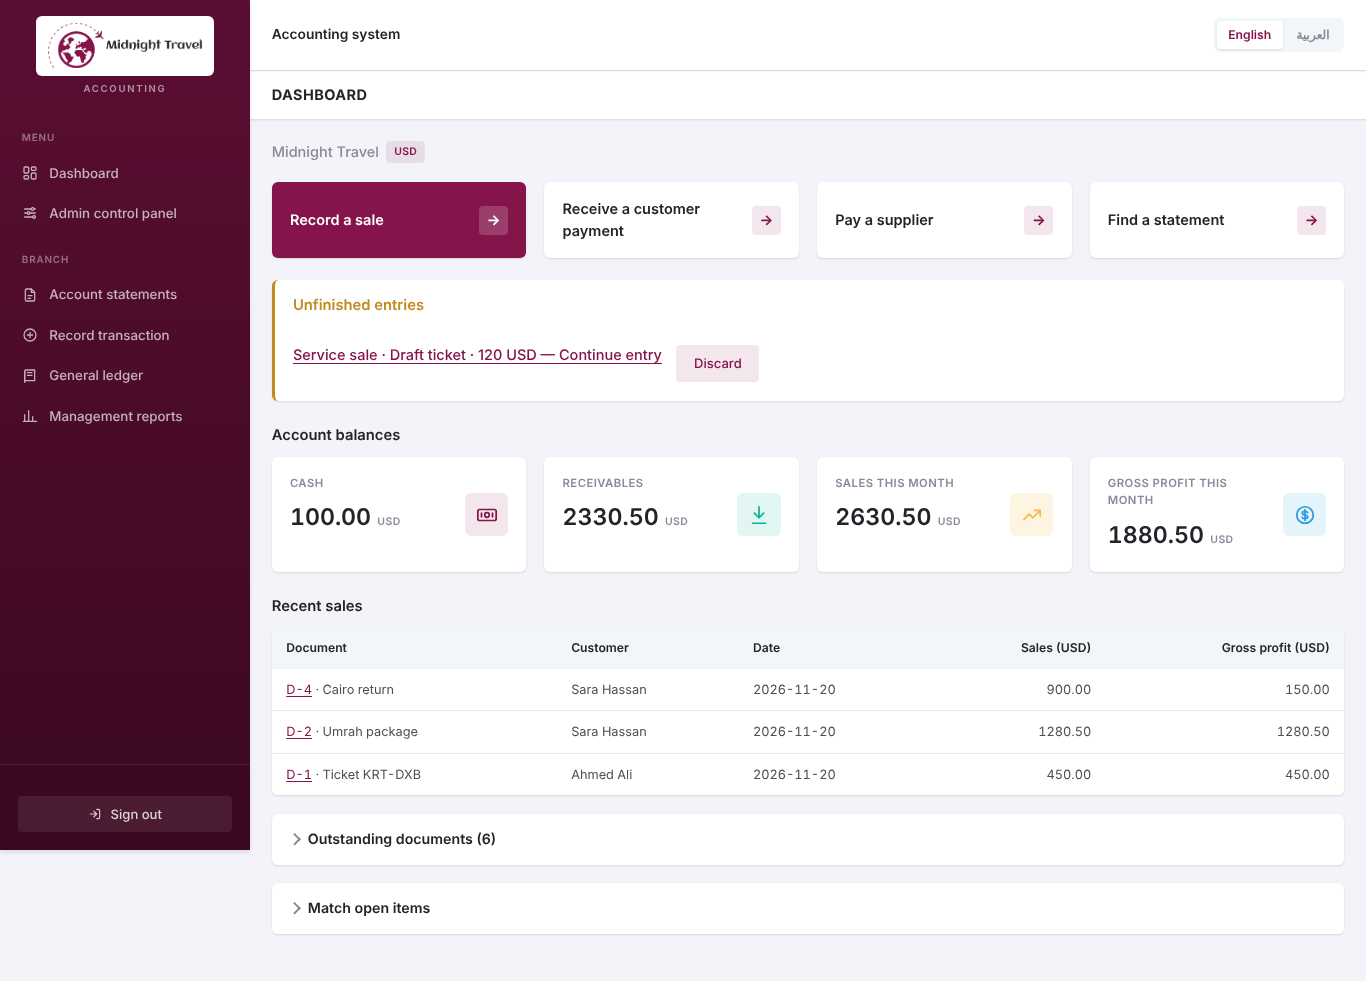 Midnight Travel
ACCOUNTING
MENU
Dashboard
Admin control panel
BRANCH
Account statements
Record transaction
General ledger
Management reports
Sign out
Accounting system
English العربية
DASHBOARD
Midnight Travel USD
Record a sale
Receive a customer
payment
Pay a supplier
Find a statement
Unfinished entries
Service sale · Draft ticket · 120 USD — Continue entry Discard
Account balances
CASH
100.00 USD
RECEIVABLES
2330.50 USD
SALES THIS MONTH
2630.50 USD
GROSS PROFIT THIS
MONTH
1880.50 USD
Recent sales
Document Customer Date Sales (USD) Gross profit (USD)
D-4 · Cairo return Sara Hassan 2026-11-20 900.00 150.00
D-2 · Umrah package Sara Hassan 2026-11-20 1280.50 1280.50
D-1 · Ticket KRT-DXB Ahmed Ali 2026-11-20 450.00 450.00
Outstanding documents (6)
Match open items